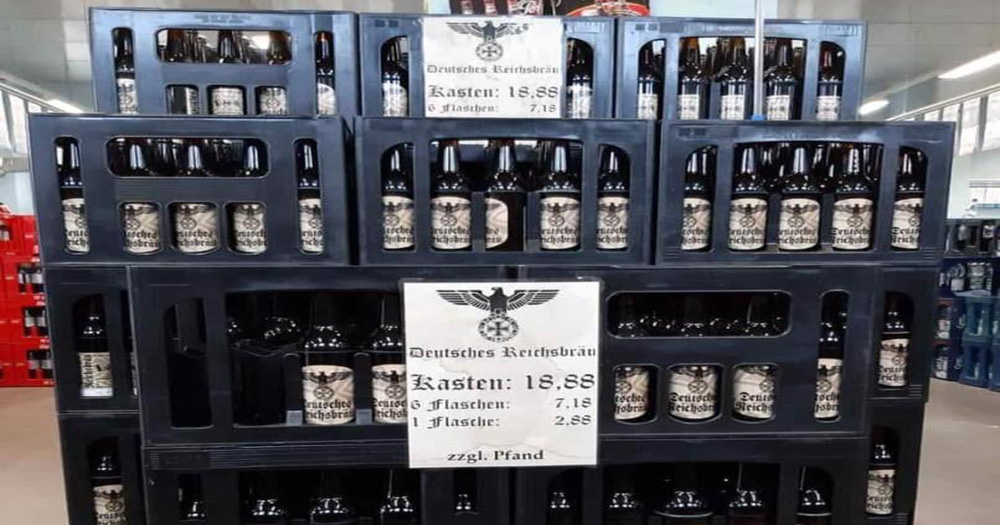 Deutsches Reichsbräu
Kasten: 18,88
6 Flaschen: 7,18
Deutsches Reichsbräu
Kasten: 18,88
6 Flaschen: 7,18
1 Flasche: 2,88
zzgl. Pfand